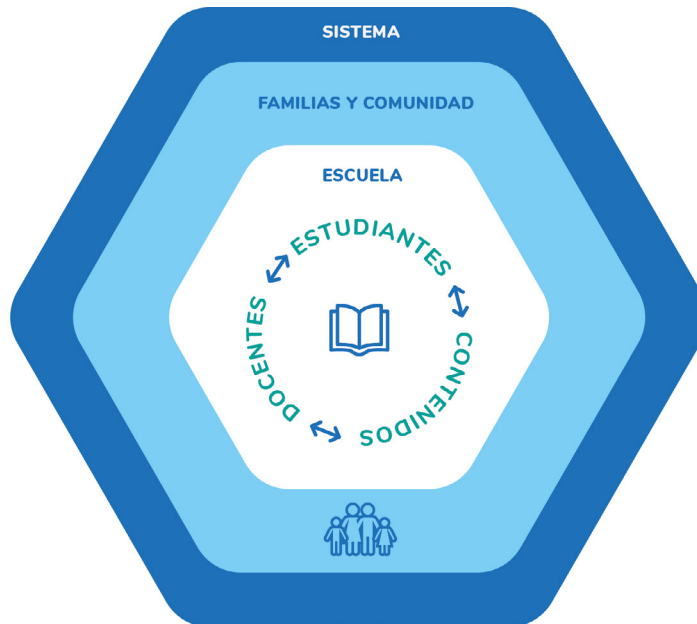 SISTEMA
FAMILIAS Y COMUNIDAD
ESCUELA
ESTUDIANTES
CONTENIDOS
DOCENTES